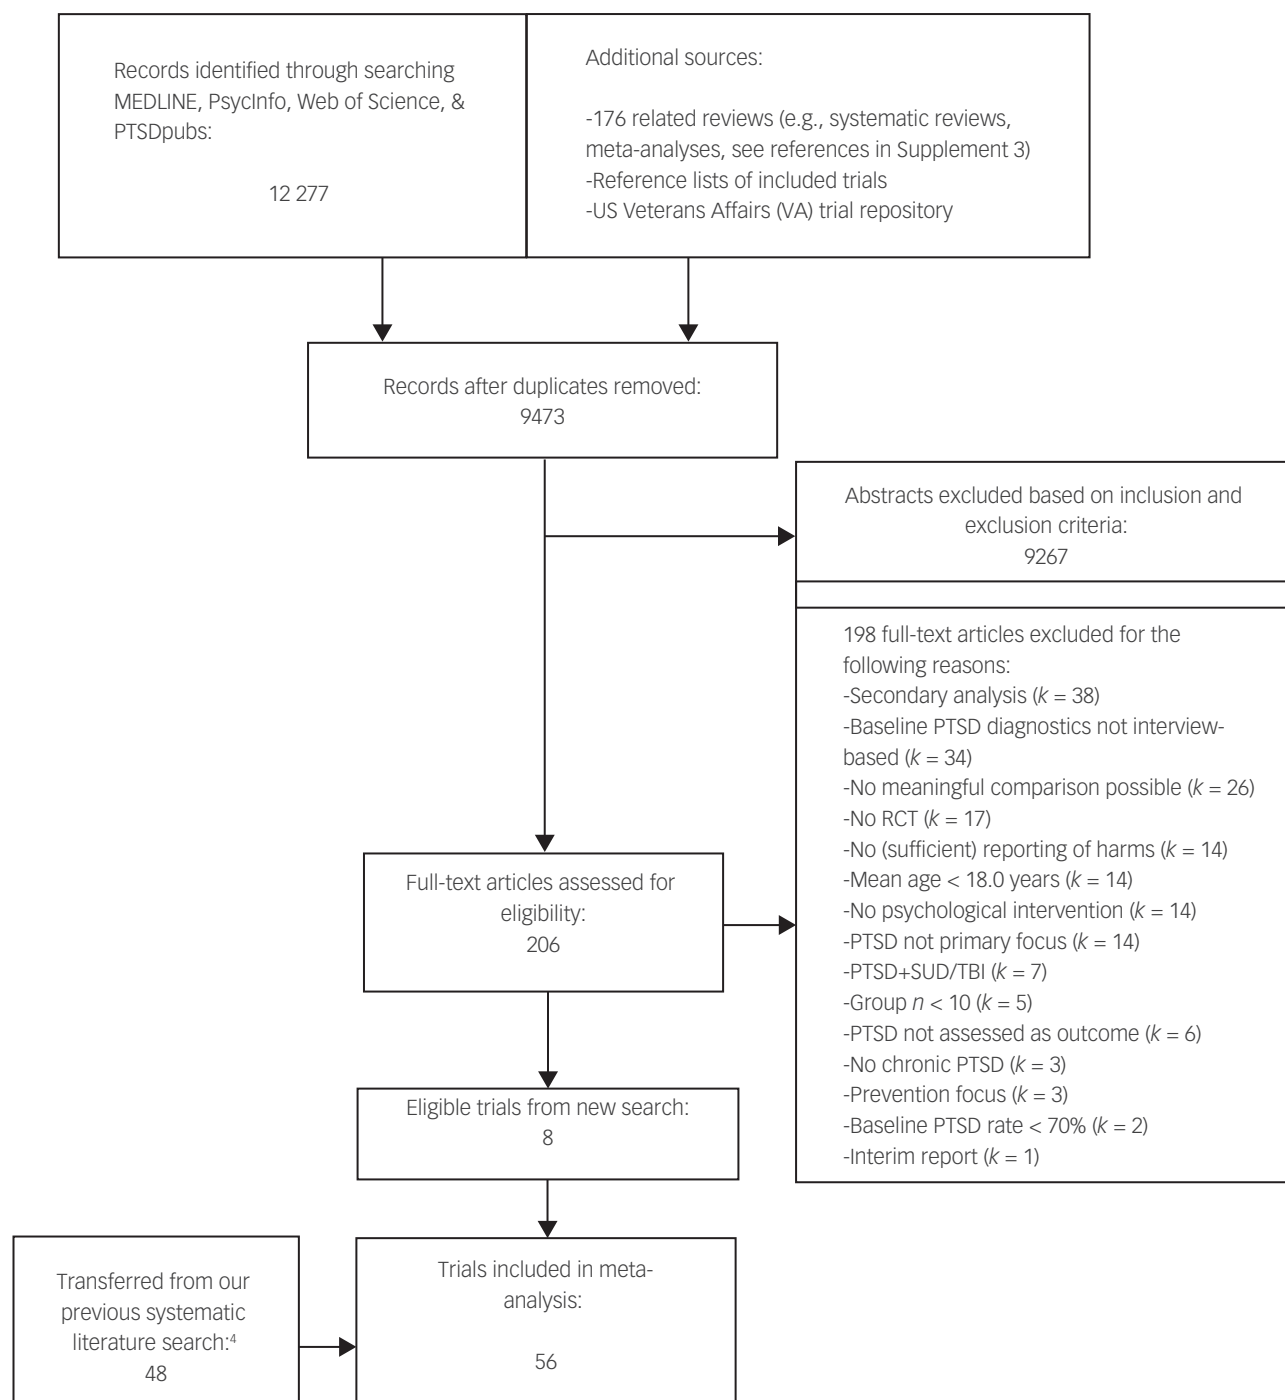 Records identified through searching
MEDLINE, PsycInfo, Web of Science, &
PTSDpubs:
12 277
Additional sources:
-176 related reviews (e.g., systematic reviews,
meta-analyses, see references in Supplement 3)
-Reference lists of included trials
-US Veterans Affairs (VA) trial repository
Records after duplicates removed:
9473
Abstracts excluded based on inclusion and
exclusion criteria:
9267
198 full-text articles excluded for the
following reasons:
-Secondary analysis (k = 38)
-Baseline PTSD diagnostics not interview-
based (k = 34)
-No meaningful comparison possible (k = 26)
-No RCT (k = 17)
-No (sufficient) reporting of harms (k = 14)
-Mean age < 18.0 years (k = 14)
-No psychological intervention (k = 14)
-PTSD not primary focus (k = 14)
-PTSD+SUD/TBI (k = 7)
-Group n < 10 (k = 5)
-PTSD not assessed as outcome (k = 6)
-No chronic PTSD (k = 3)
-Prevention focus (k = 3)
-Baseline PTSD rate < 70% (k = 2)
-Interim report (k = 1)
Full-text articles assessed for
eligibility:
206
Eligible trials from new search:
8
Transferred from our
previous systematic
literature search:⁴
48
Trials included in meta-
analysis:
56